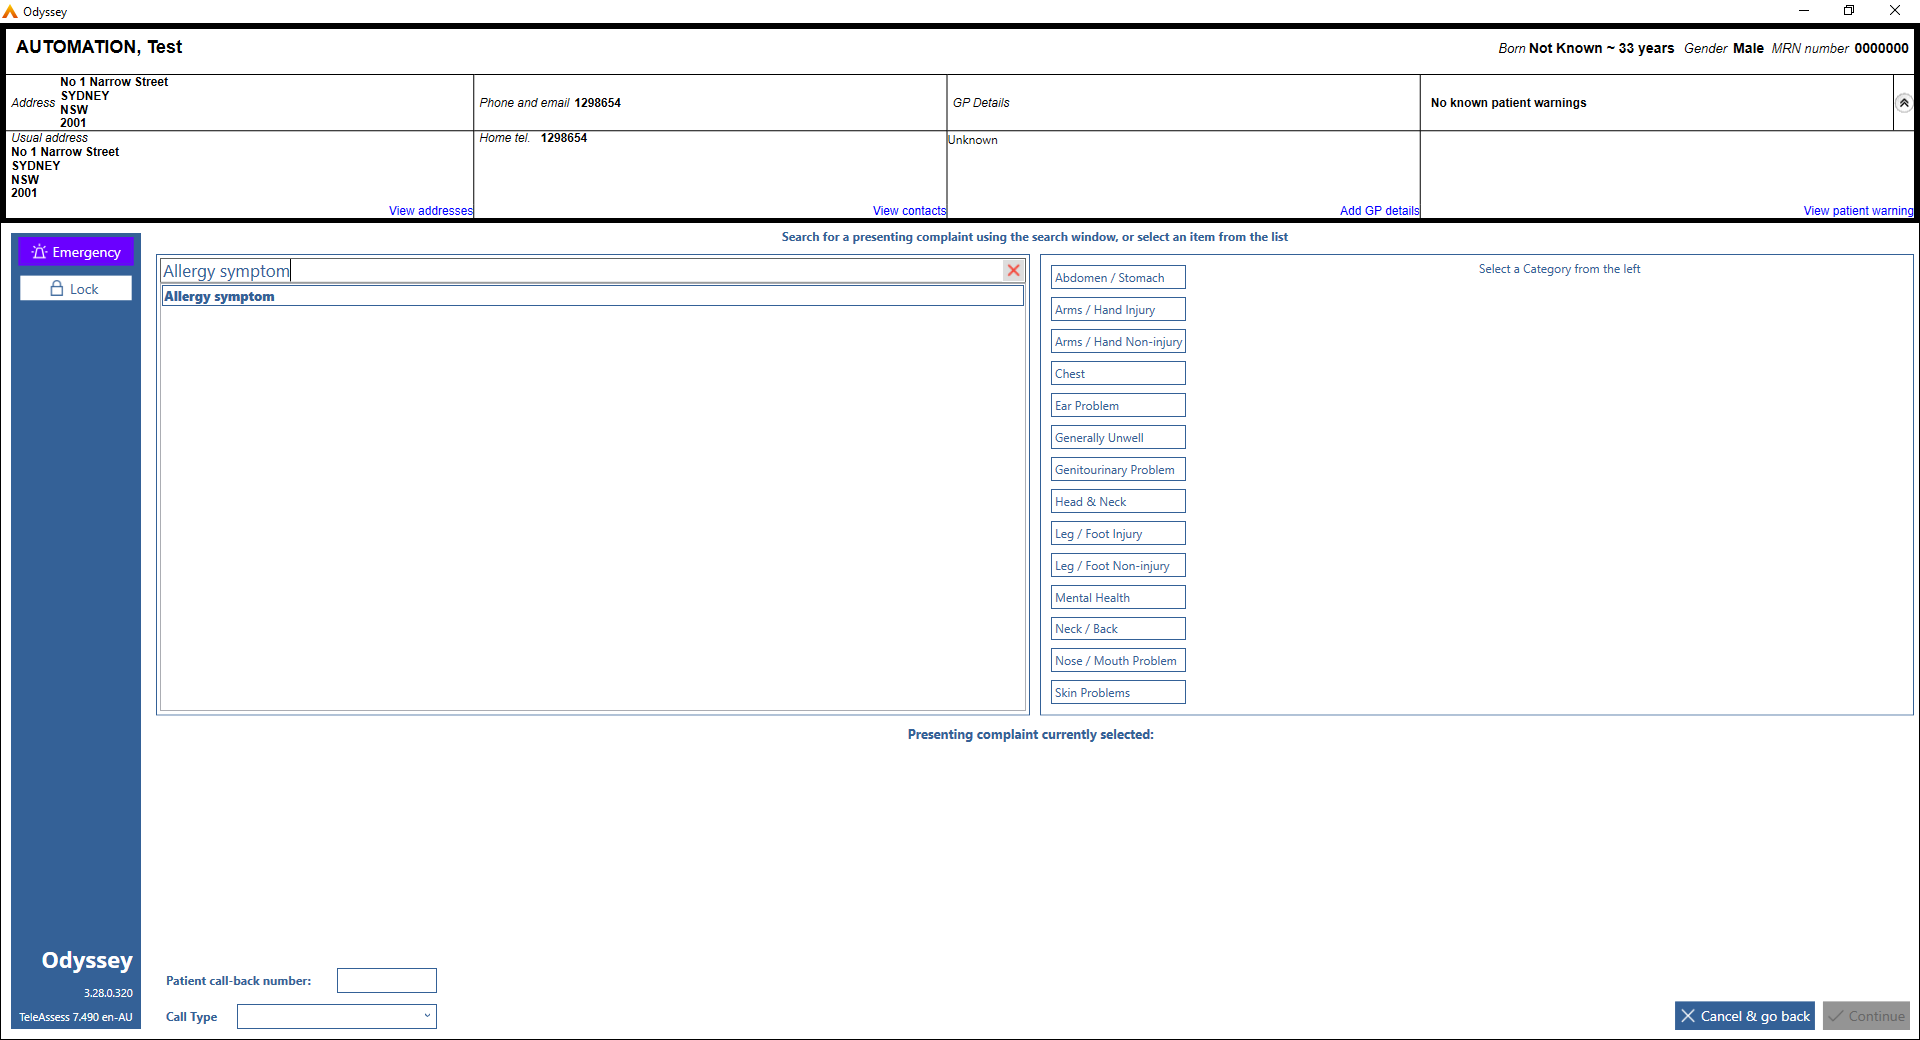 Odyssey
AUTOMATION, Test
Born Not Known ~ 33 years Gender Male MRN number 0000000
Address
No 1 Narrow Street
SYDNEY
NSW
2001
Phone and email 1298654
GP Details
No known patient warnings
Usual address
No 1 Narrow Street
SYDNEY
NSW
2001
View addresses
Home tel. 1298654
View contacts
Unknown
Add GP details
View patient warning
Emergency
Lock
Search for a presenting complaint using the search window, or select an item from the list
Allergy symptom
Allergy symptom
Abdomen / Stomach
Arms / Hand Injury
Arms / Hand Non-injury
Chest
Ear Problem
Generally Unwell
Genitourinary Problem
Head & Neck
Leg / Foot Injury
Leg / Foot Non-injury
Mental Health
Neck / Back
Nose / Mouth Problem
Skin Problems
Select a Category from the left
Presenting complaint currently selected:
Odyssey
3.28.0.320
TeleAssess 7.490 en-AU
Patient call-back number:
Call Type
Cancel & go back
Continue